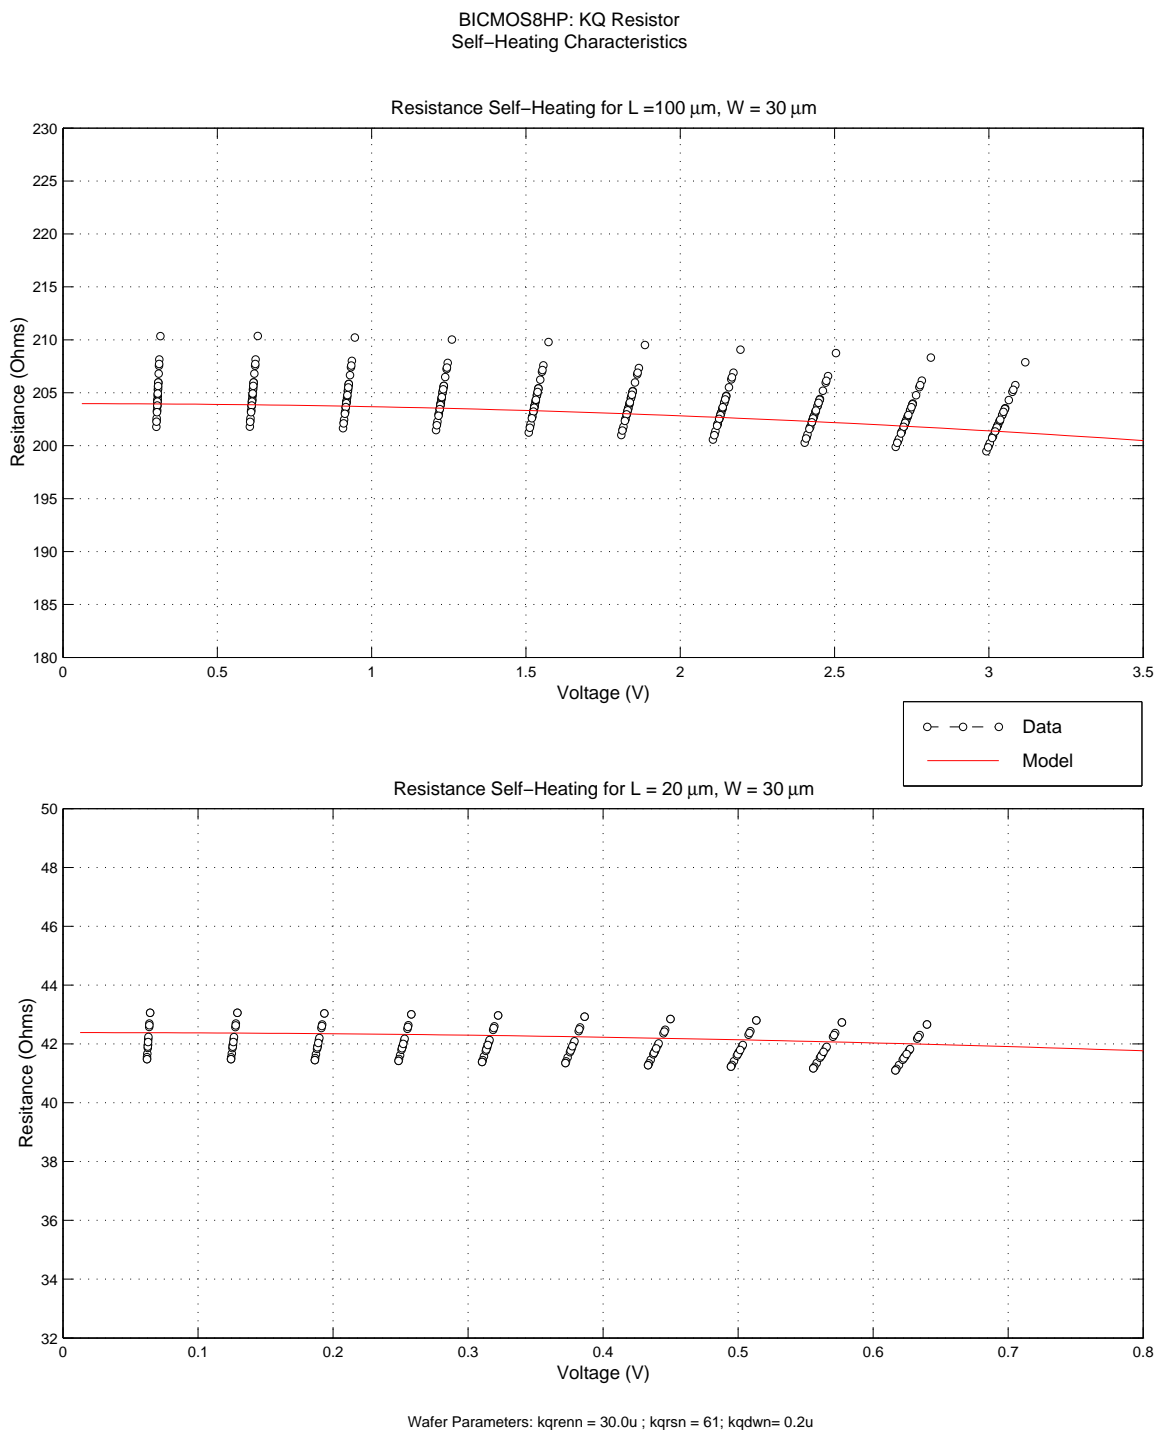 BICMOS8HP: KQ Resistor
Self−Heating Characteristics
Resistance Self−Heating for L =100 μm, W = 30 μm
230
225
220
215
210
205
200
195
190
185
180
Resitance (Ohms)
0 0.5 1 1.5 2 2.5 3 3.5
Voltage (V)
Data
Model
Resistance Self−Heating for L = 20 μm, W = 30 μm
50
48
46
44
42
40
38
36
34
32
Resitance (Ohms)
0 0.1 0.2 0.3 0.4 0.5 0.6 0.7 0.8
Voltage (V)
Wafer Parameters: kqrenn = 30.0u ; kqrsn = 61; kqdwn= 0.2u